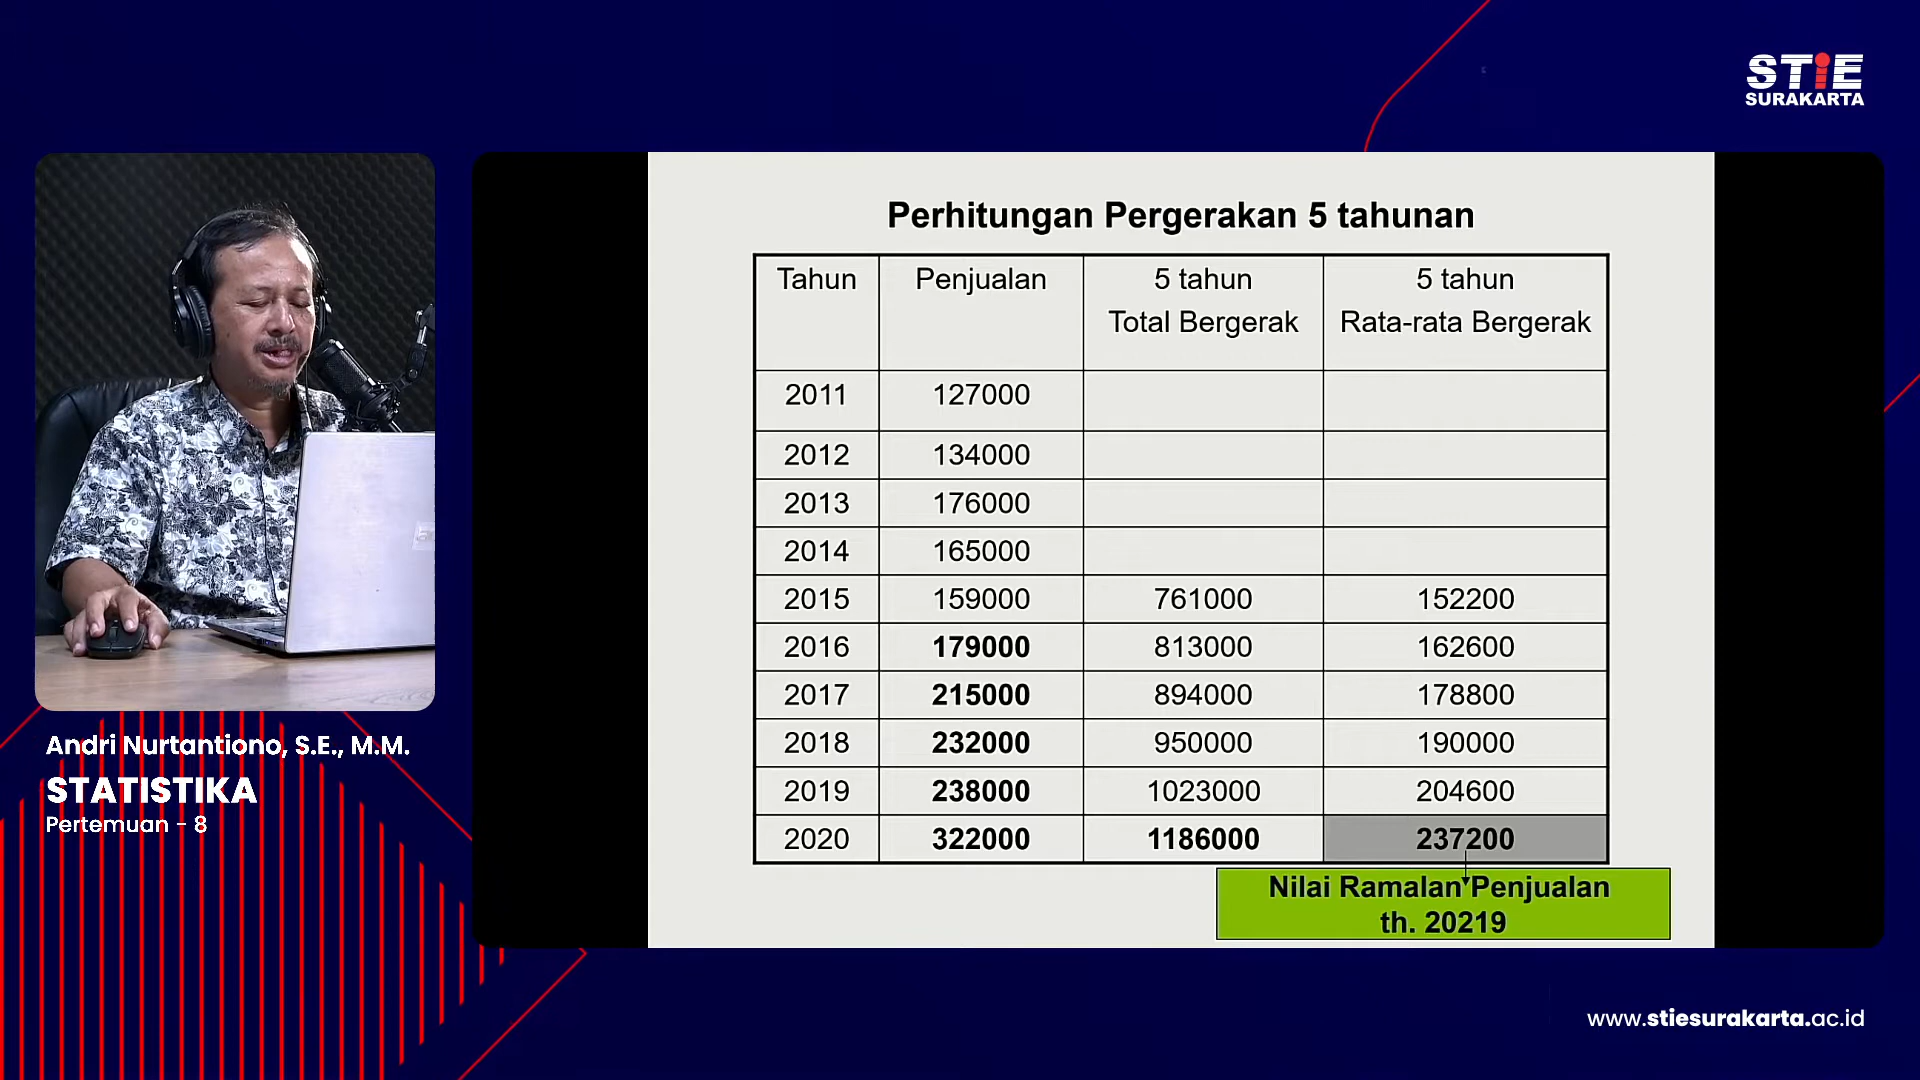 STiE
SURAKARTA
Perhitungan Pergerakan 5 tahunan
Tahun Penjualan 5 tahun Total Bergerak 5 tahun Rata-rata Bergerak
2011 127000
2012 134000
2013 176000
2014 165000
2015 159000 761000 152200
2016 179000 813000 162600
2017 215000 894000 178800
2018 232000 950000 190000
2019 238000 1023000 204600
2020 322000 1186000 237200
Nilai Ramalan Penjualan
th. 20219
Andri Nurtantiono, S.E., M.M.
STATISTIKA
Pertemuan - 8
www.stiesurakarta.ac.id